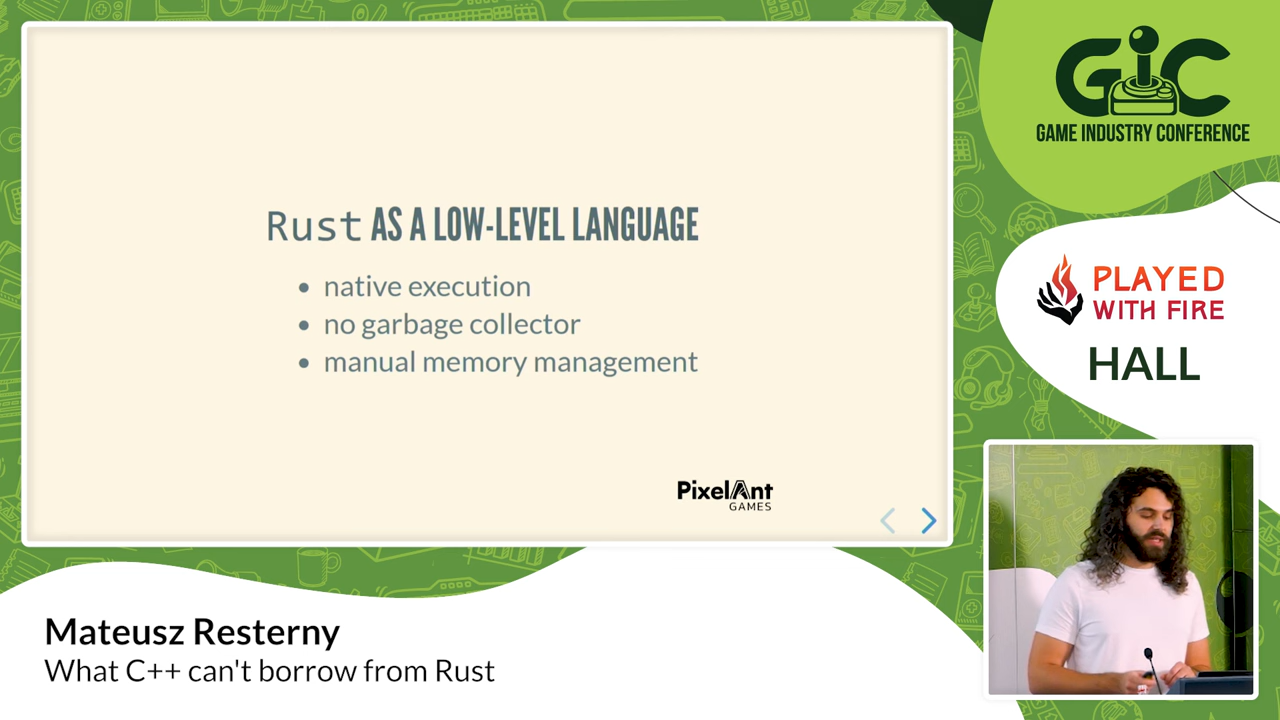 Rust AS A LOW-LEVEL LANGUAGE
native execution
no garbage collector
manual memory management
PixelAnt
GAMES
GIC
GAME INDUSTRY CONFERENCE
PLAYED
WITH FIRE
HALL
Mateusz Resterny
What C++ can't borrow from Rust